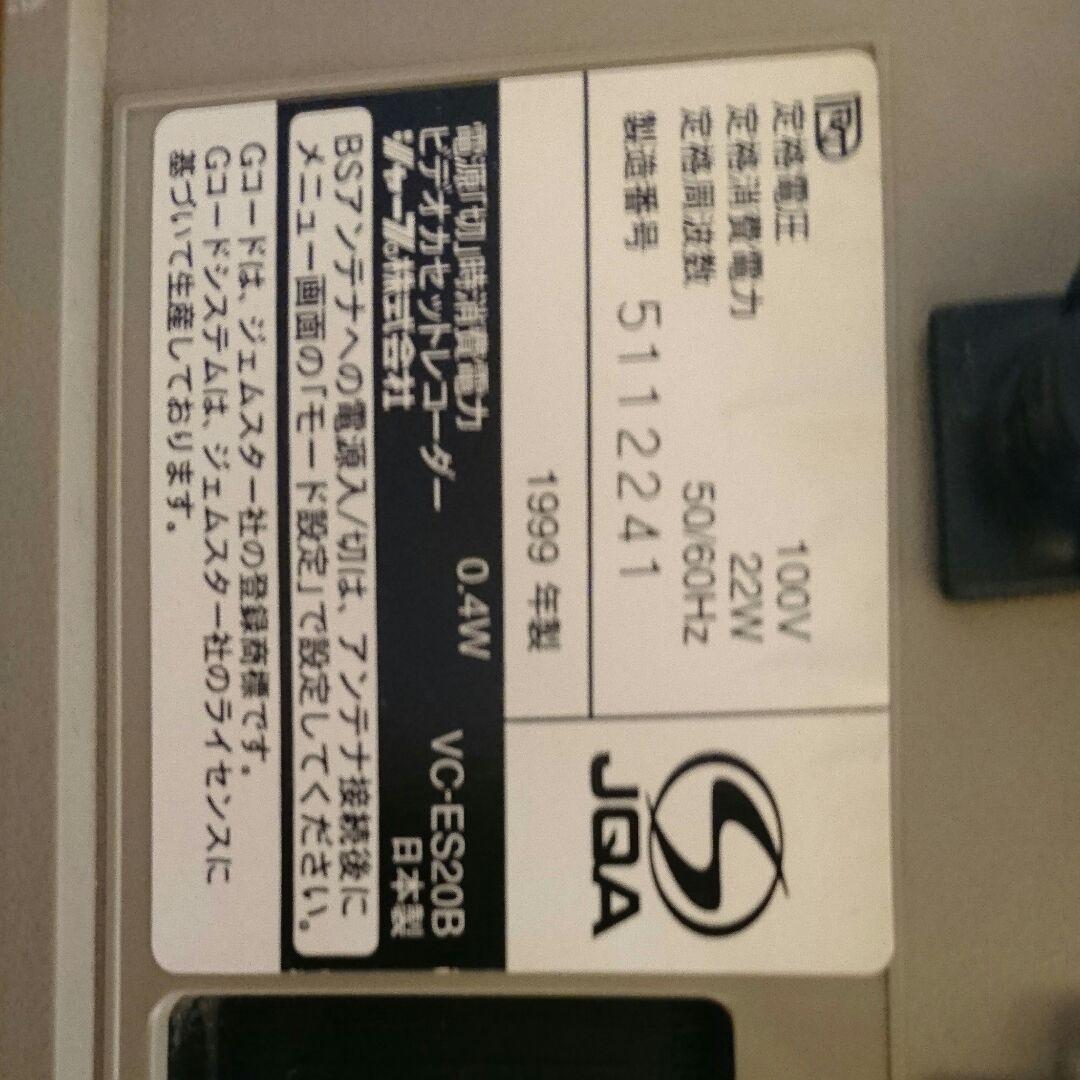 定格電圧 100V
定格消費電力 22W
定格周波数 50/60Hz
製造番号 51112241
1999 年製
JQA
電源「切」時消費電力 0.4W
ビデオカセットレコーダー VC-ES20B
シャープ株式会社 日本製
BSアンテナへの電源入/切は、アンテナ接続後に
メニュー画面の「モード設定」で設定してください。
Gコードは、ジェムスター社の登録商標です。
Gコードシステムは、ジェムスター社のライセンスに
基づいて生産しております。